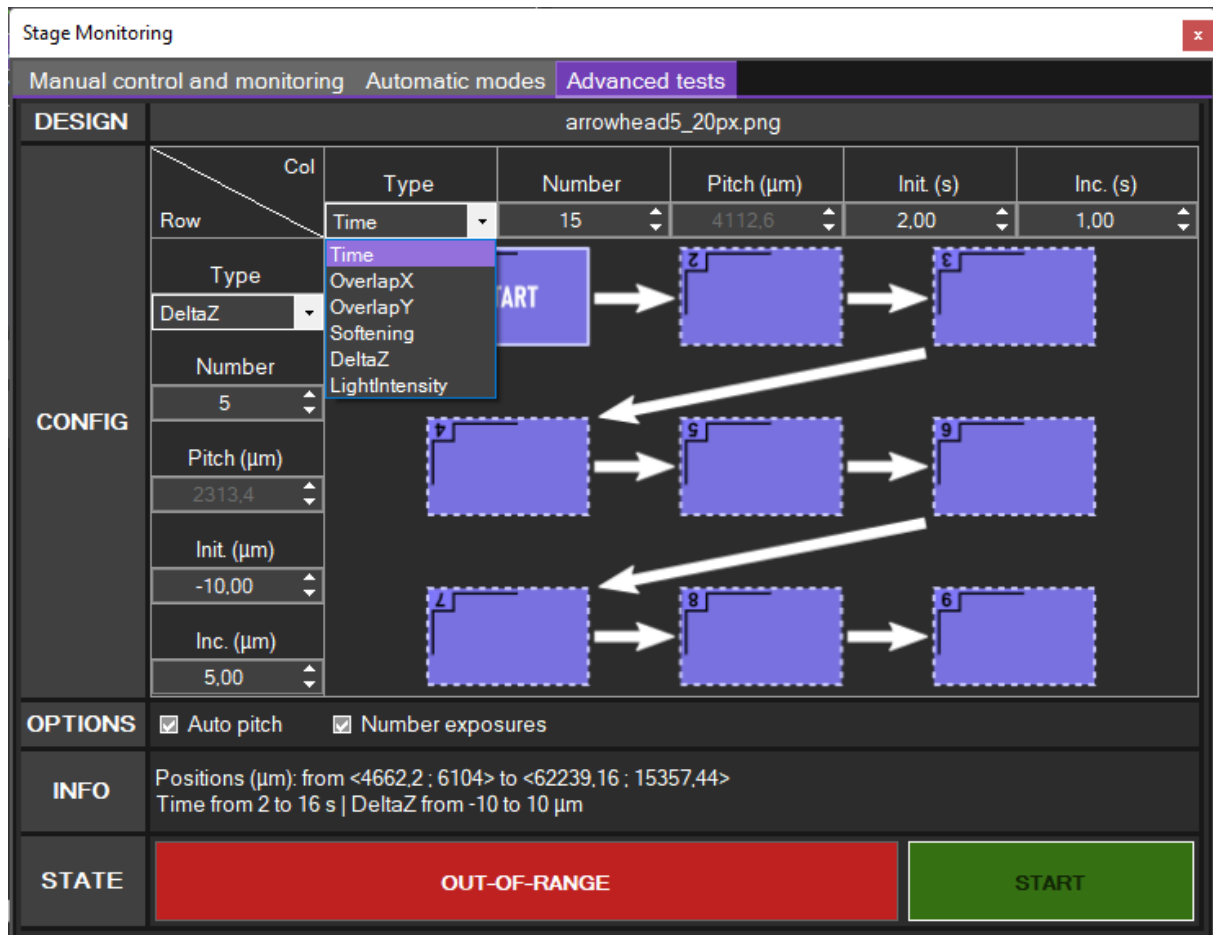 Stage Monitoring
x
Manual control and monitoring Automatic modes Advanced tests
DESIGN arrowhead5_20px.png
CONFIG
Col
Row
Type Number Pitch (µm) Init. (s) Inc. (s)
Time 15 4112,6 2,00 1,00
Time
OverlapX
OverlapY
Softening
DeltaZ
LightIntensity
Type
DeltaZ
Number
5
Pitch (µm)
2313,4
Init. (µm)
-10,00
Inc. (µm)
5,00
ART 2 3
4 5 6
7 8 9
OPTIONS Auto pitch Number exposures
INFO
Positions (µm): from <4662,2 ; 6104> to <62239,16 ; 15357,44>
Time from 2 to 16 s | DeltaZ from -10 to 10 µm
STATE OUT-OF-RANGE START